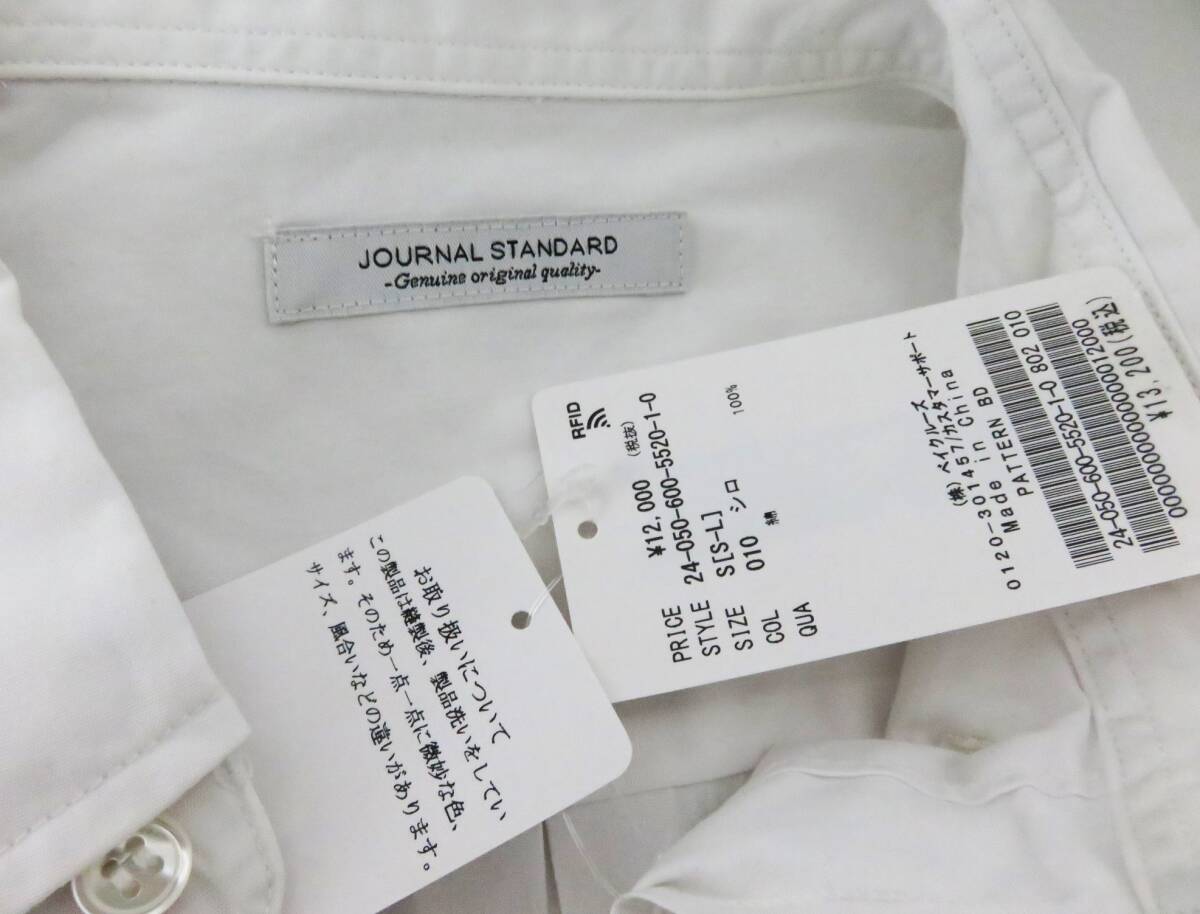 JOURNAL STANDARD
-Genuine original quality-
RFID
(税抜)
PRICE ¥12,000
STYLE 24-050-600-5520-1-0
SIZE S[S-L]
COL 010 シロ
QUA 綿 100%
(株)ベイクルーズ
0120-301457/カスタマーサポート
Made in China
PATTERN BD
24-050-600-5520-1-0 802 010
0000000000000000012000
¥13,200(税込)
お取り扱いについて
この製品は縫製後、製品洗いをしてい
ます。そのため一点一点に微妙な色、
サイズ、風合いなどの違いがあります。